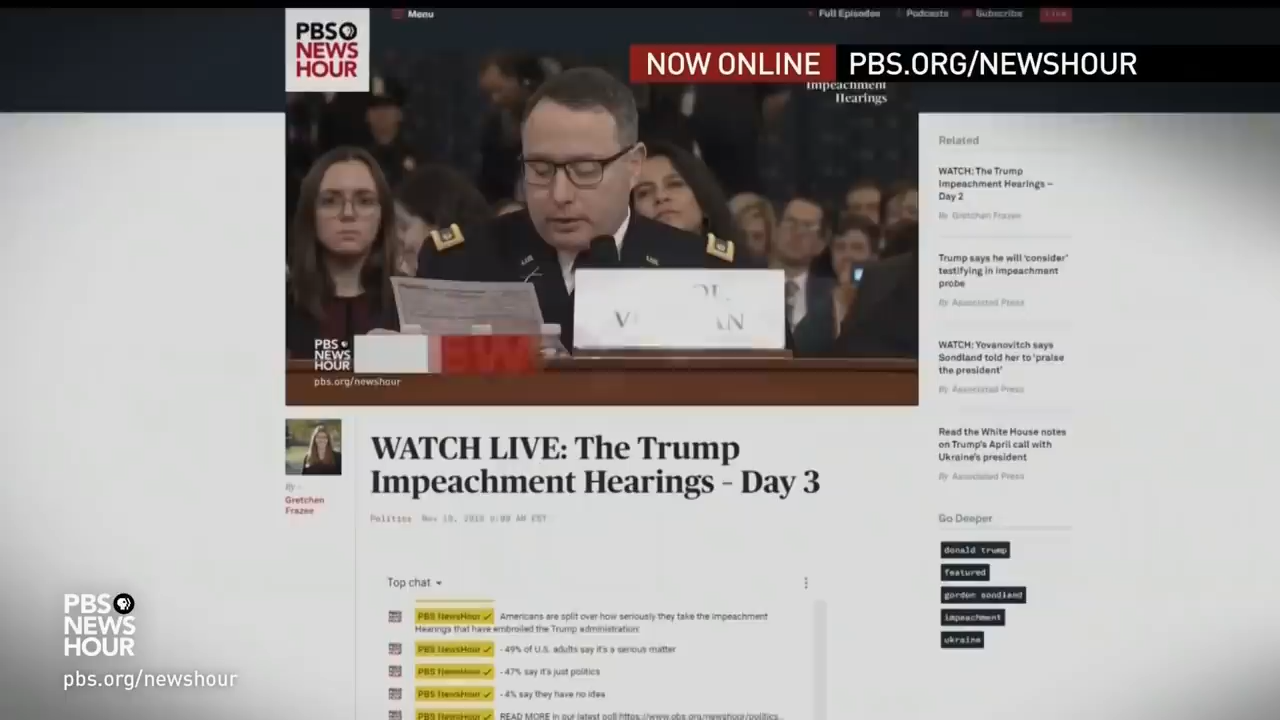 PBS
NEWS
HOUR
Menu
Full Episodes
Podcasts
Subscribe
Live
NOW ONLINE
PBS.ORG/NEWSHOUR
Impeachment
Hearings
PBS
NEWS
HOUR
pbs.org/newshour
Related
WATCH: The Trump
Impeachment Hearings –
Day 2
By Gretchen Frazee
Trump says he will ‘consider’
testifying in impeachment
probe
By Associated Press
WATCH: Yovanovitch says
Sondland told her to ‘praise
the president’
By Associated Press
Read the White House notes
on Trump’s April call with
Ukraine’s president
By Associated Press
Go Deeper
donald trump
featured
gordon sondland
impeachment
ukraine
By –
Gretchen
Frazee
WATCH LIVE: The Trump
Impeachment Hearings – Day 3
Politics
Top chat
PBS NewsHour Americans are split over how seriously they take the impeachment
Hearings that have embroiled the Trump administration:
PBS NewsHour - 49% of U.S. adults say it's a serious matter
PBS NewsHour - 47% say it's just politics
PBS NewsHour - 4% say they have no idea
PBS NewsHour READ MORE in our latest poll https://www.pbs.org/newshour/politics...
PBS
NEWS
HOUR
pbs.org/newshour